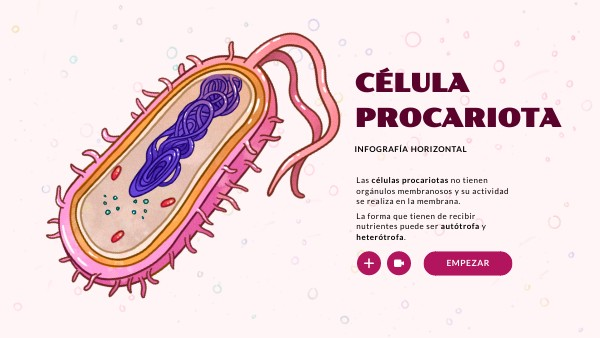 CÉLULA
PROCARIOTA
INFOGRAFÍA HORIZONTAL
Las células procariotas no tienen
orgánulos membranosos y su actividad
se realiza en la membrana.
La forma que tienen de recibir
nutrientes puede ser autótrofa y
heterótrofa.
EMPEZAR